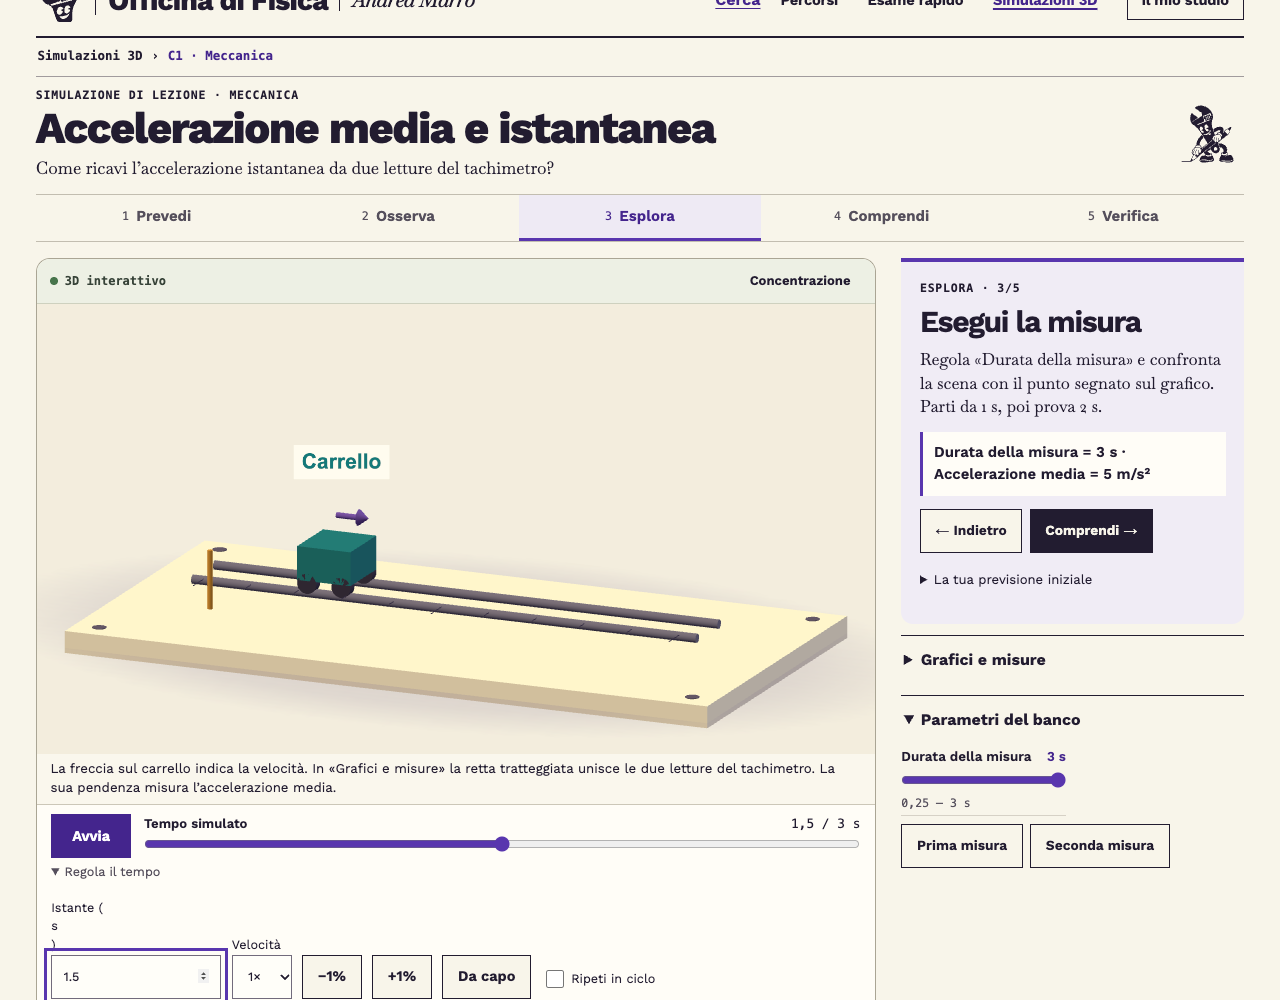 Officina di Fisica
Andrea Marro
Cerca
Percorsi
Esame rapido
Simulazioni 3D
Il mio studio
Simulazioni 3D › C1 · Meccanica
SIMULAZIONE DI LEZIONE · MECCANICA
Accelerazione media e istantanea
Come ricavi l’accelerazione istantanea da due letture del tachimetro?
1 Prevedi
2 Osserva
3 Esplora
4 Comprendi
5 Verifica
3D interattivo
Concentrazione
Carrello
La freccia sul carrello indica la velocità. In «Grafici e misure» la retta tratteggiata unisce le due letture del tachimetro. La
sua pendenza misura l’accelerazione media.
Avvia
Tempo simulato
1,5 / 3 s
▼ Regola il tempo
Istante (
s
)
Velocità
1.5
1×
−1%
+1%
Da capo
Ripeti in ciclo
ESPLORA · 3/5
Esegui la misura
Regola «Durata della misura» e confronta
la scena con il punto segnato sul grafico.
Parti da 1 s, poi prova 2 s.
Durata della misura = 3 s ·
Accelerazione media = 5 m/s²
← Indietro
Comprendi →
▶ La tua previsione iniziale
▶ Grafici e misure
▼ Parametri del banco
Durata della misura 3 s
0,25 — 3 s
Prima misura
Seconda misura